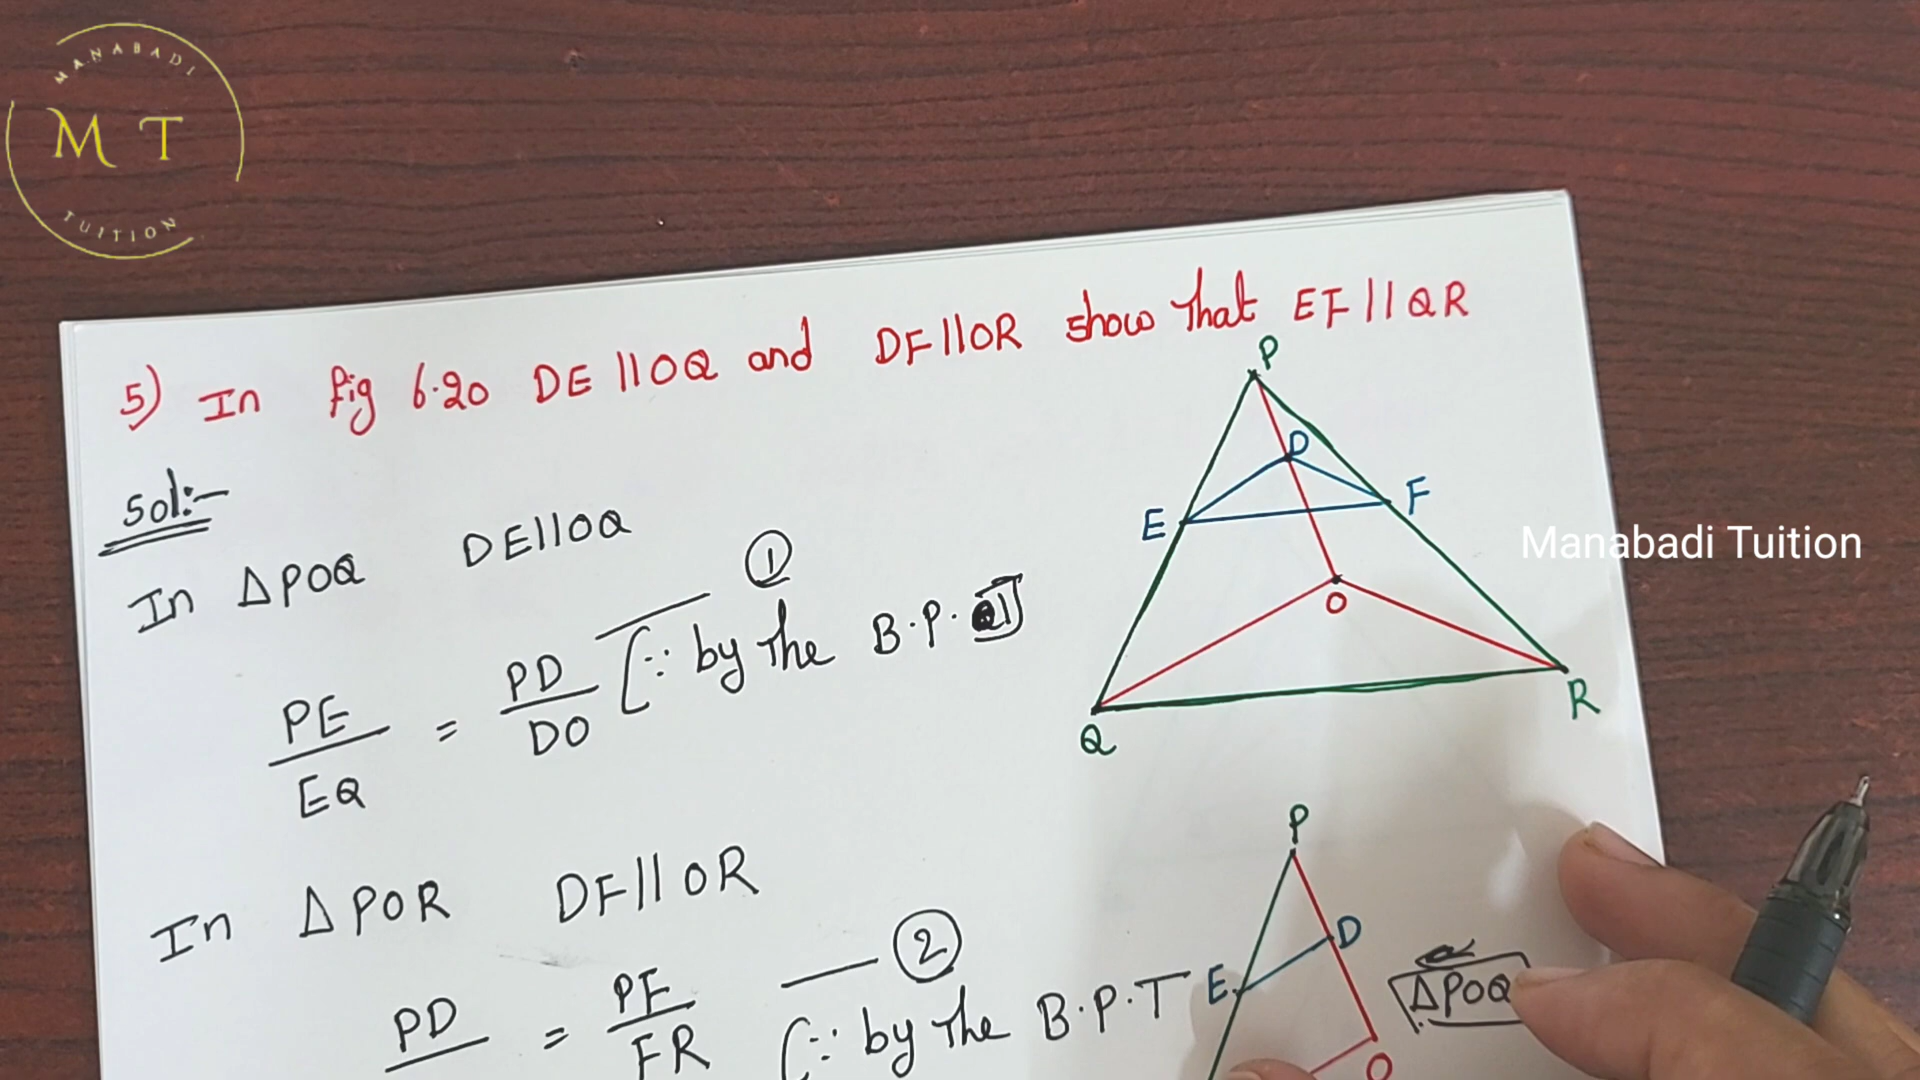 MANABADI
M T
TUITION
5) In fig 6.20 DE || OQ and DF || OR show that EF || QR
Sol:-
In ΔPOQ DE || OQ
PE/EQ = PD/DO ①
[∵ by the B.P.T]
In ΔPOR DF || OR
PD = PF/FR ②
(∵ by the B.P.T
P
D
E
F
O
Q
R
Manabadi Tuition
P
D
E
O
ΔPOQ